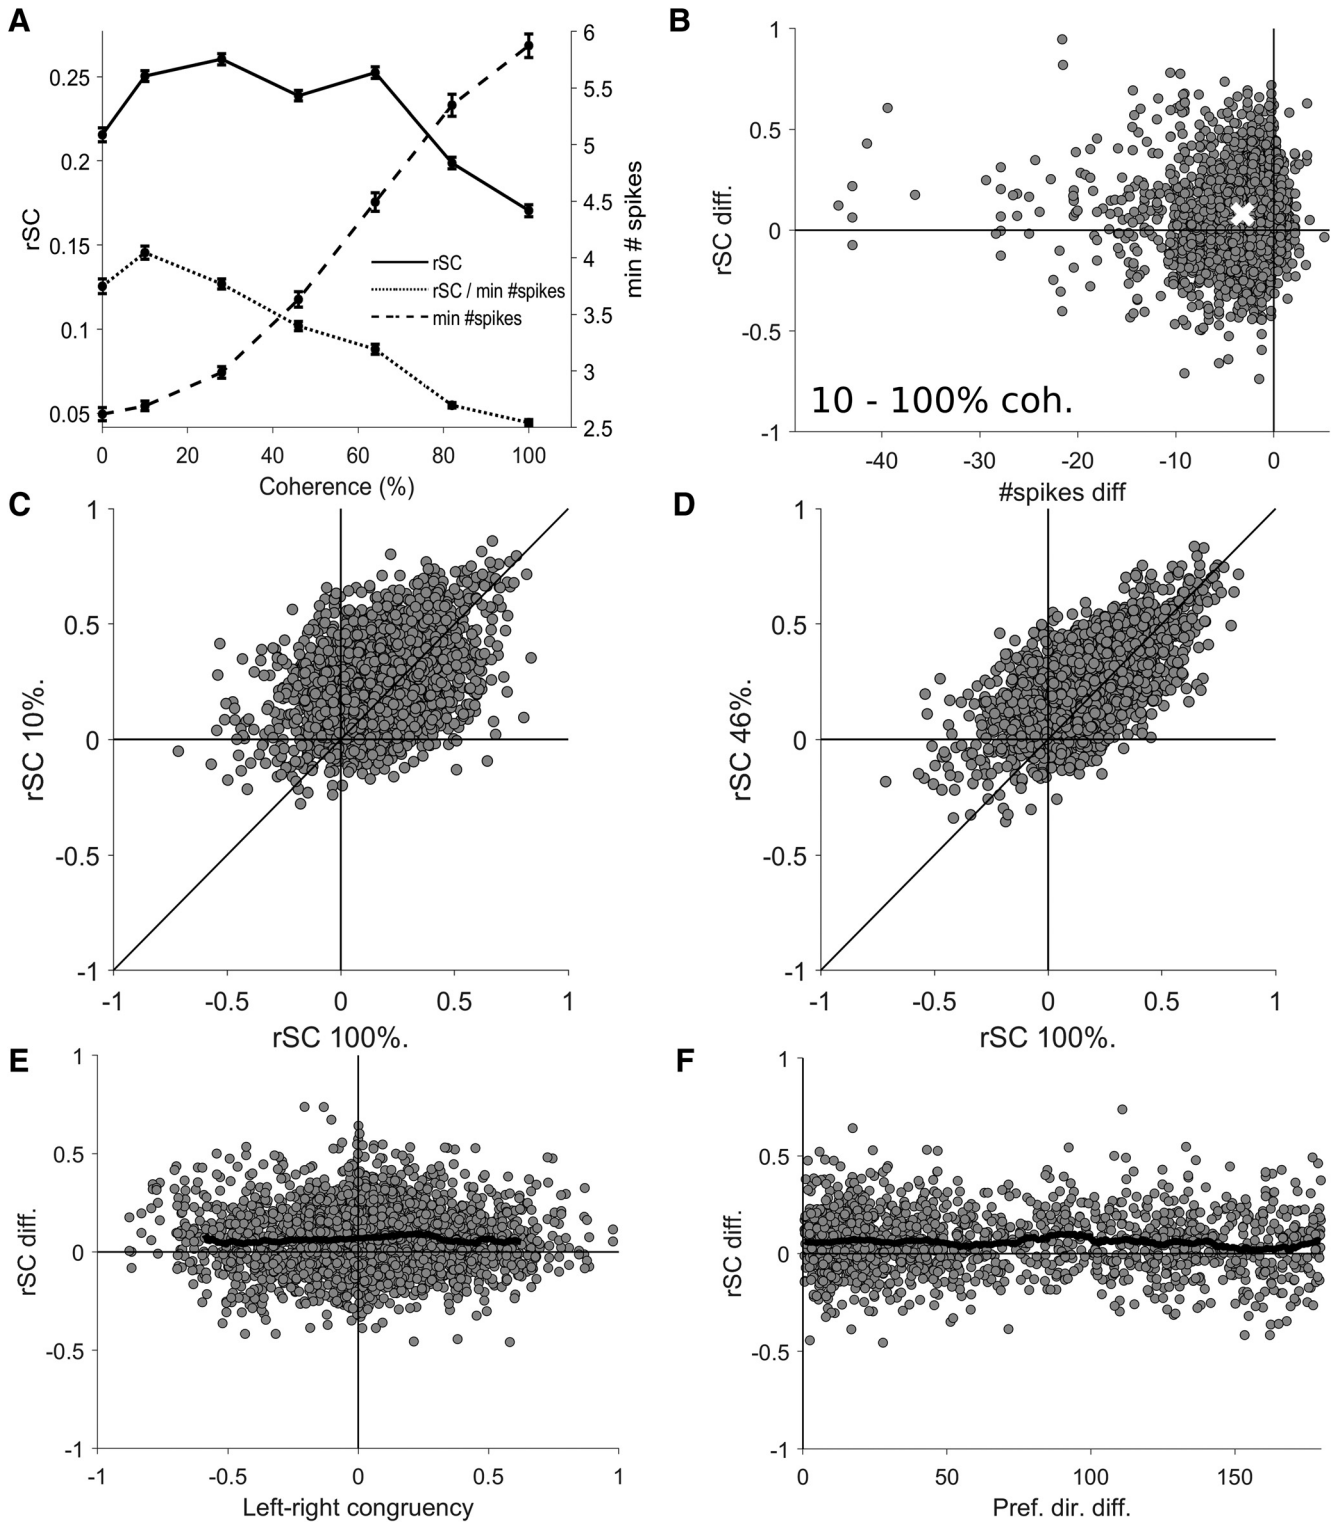 A
0.25
0.2
0.15
0.1
0.05
rSC
6
5.5
5
4.5
4
3.5
3
2.5
min # spikes
rSC
rSC / min #spikes
min #spikes
0 20 40 60 80 100
Coherence (%)
B
1
0.5
0
-0.5
-1
rSC diff.
10 - 100% coh.
-40 -30 -20 -10 0
#spikes diff
C
1
0.5
0
-0.5
-1
rSC 10%.
-1 -0.5 0 0.5 1
rSC 100%.
D
1
0.5
0
-0.5
-1
rSC 46%.
-1 -0.5 0 0.5 1
rSC 100%.
E
1
0.5
0
-0.5
-1
rSC diff.
-1 -0.5 0 0.5 1
Left-right congruency
F
1
0.5
0
-0.5
-1
rSC diff.
0 50 100 150
Pref. dir. diff.